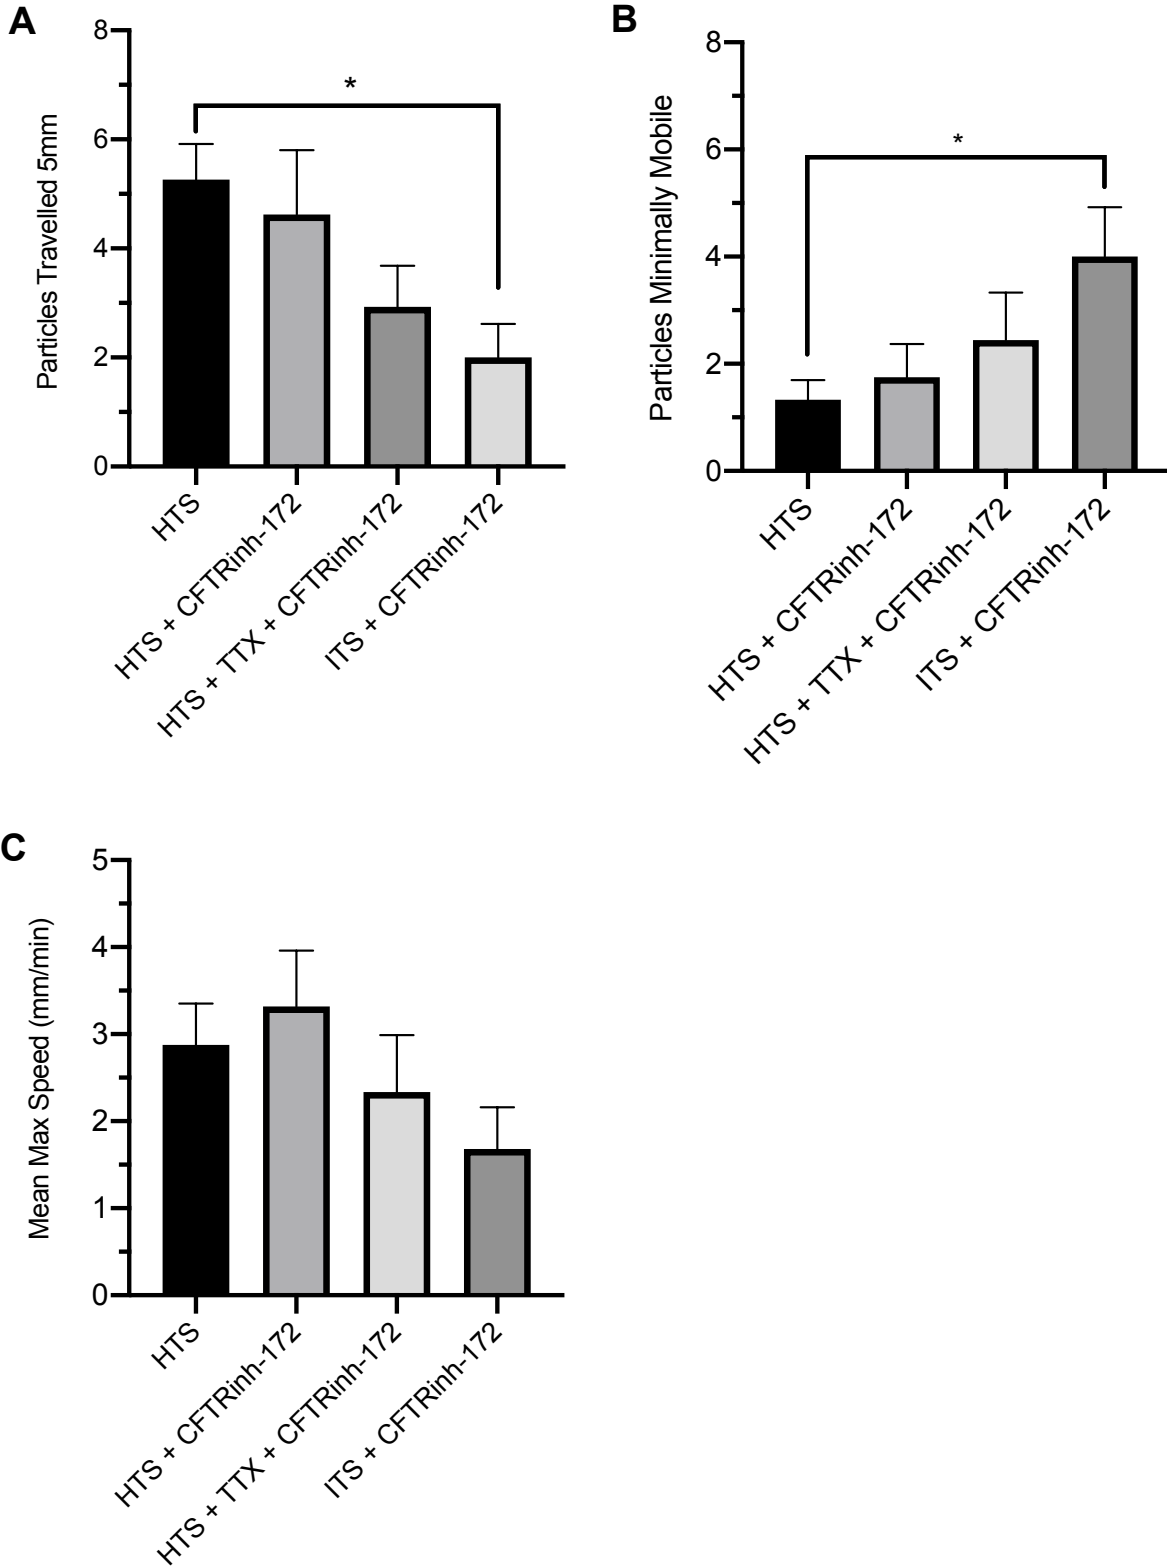 A
Particles Travelled 5mm
8
6
4
2
0
*
HTS
HTS + CFTRinh-172
HTS + TTX + CFTRinh-172
ITS + CFTRinh-172
B
Particles Minimally Mobile
8
6
4
2
0
*
HTS
HTS + CFTRinh-172
HTS + TTX + CFTRinh-172
ITS + CFTRinh-172
C
Mean Max Speed (mm/min)
5
4
3
2
1
0
HTS
HTS + CFTRinh-172
HTS + TTX + CFTRinh-172
ITS + CFTRinh-172